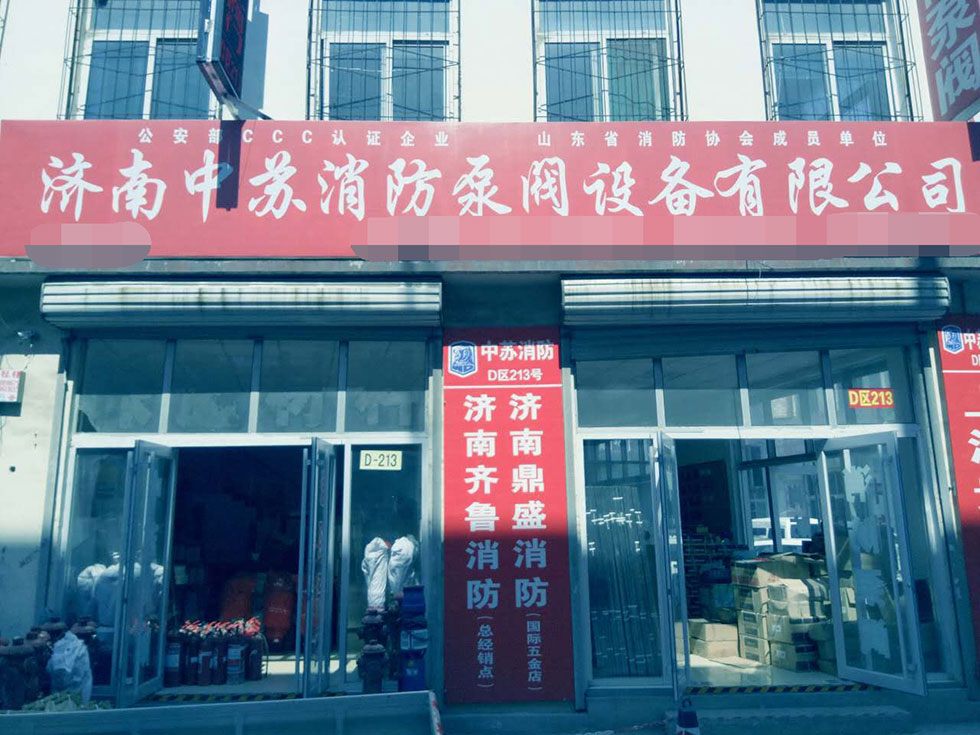 泵阀
公安部CCC认证企业 山东省消防协会成员单位
济南中苏消防泵阀设备有限公司
中苏消防
D区213号
济南鼎盛消防(国际五金店)
济南齐鲁消防(总经销点)
D区213
D-213